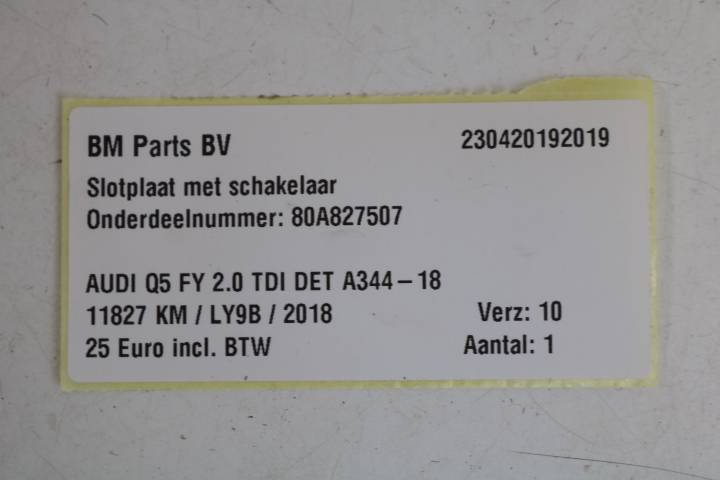 BM Parts BV 230420192019
Slotplaat met schakelaar
Onderdeelnummer: 80A827507
AUDI Q5 FY 2.0 TDI DET A344-18
11827 KM / LY9B / 2018 Verz: 10
25 Euro incl. BTW Aantal: 1